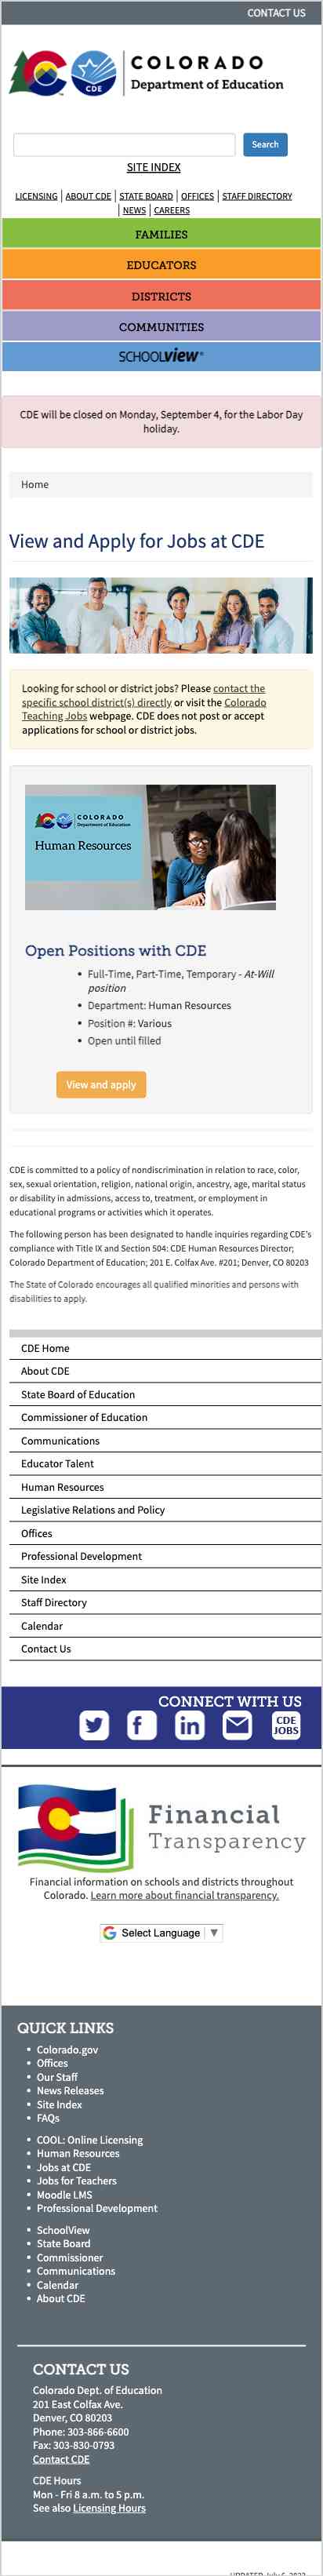 CONTACT US
COLORADO
Department of Education
CDE
Search
SITE INDEX
LICENSING | ABOUT CDE | STATE BOARD | OFFICES | STAFF DIRECTORY
| NEWS | CAREERS
FAMILIES
EDUCATORS
DISTRICTS
COMMUNITIES
SCHOOLview®
CDE will be closed on Monday, September 4, for the Labor Day
holiday.
Home
View and Apply for Jobs at CDE
Looking for school district jobs? Please contact the
specific school district(s) directly or visit the Colorado
Teaching Jobs webpage. CDE does not post or accept
applications for school or district jobs.
COLORADO
Department of Education
Human Resources
Open Positions with CDE
• Full-Time, Part-Time, Temporary - At-Will
position
• Department: Human Resources
• Position #: Various
• Open until filled
View and apply
CDE is committed to a policy of nondiscrimination in relation to race, color,
sex, sexual orientation, religion, national origin, ancestry, age, marital status
or disability in admissions, access to, treatment, or employment in
educational programs or activities which it operates.
The following person has been designated to handle inquiries regarding CDE's
compliance with Title IX and Section 504: CDE Human Resources Director;
Colorado Department of Education; 201 E. Colfax Ave. #201; Denver, CO 80203
The State of Colorado encourages all qualified minorities and persons with
disabilities to apply.
CDE Home
About CDE
State Board of Education
Commissioner of Education
Communications
Educator Talent
Human Resources
Legislative Relations and Policy
Offices
Professional Development
Site Index
Staff Directory
Calendar
Contact Us
CONNECT WITH US
CDE
JOBS
Financial
Transparency
Financial information on schools and districts throughout
Colorado. Learn more about financial transparency.
Select Language ▼
QUICK LINKS
• Colorado.gov
• Offices
• Our Staff
• News Releases
• Site Index
• FAQs
• COOL: Online Licensing
• Human Resources
• Jobs at CDE
• Jobs for Teachers
• Moodle LMS
• Professional Development
• SchoolView
• State Board
• Commissioner
• Communications
• Calendar
• About CDE
CONTACT US
Colorado Dept. of Education
201 East Colfax Ave.
Denver, CO 80203
Phone: 303-866-6600
Fax: 303-830-0793
Contact CDE
CDE Hours
Mon - Fri 8 a.m. to 5 p.m.
See also Licensing Hours